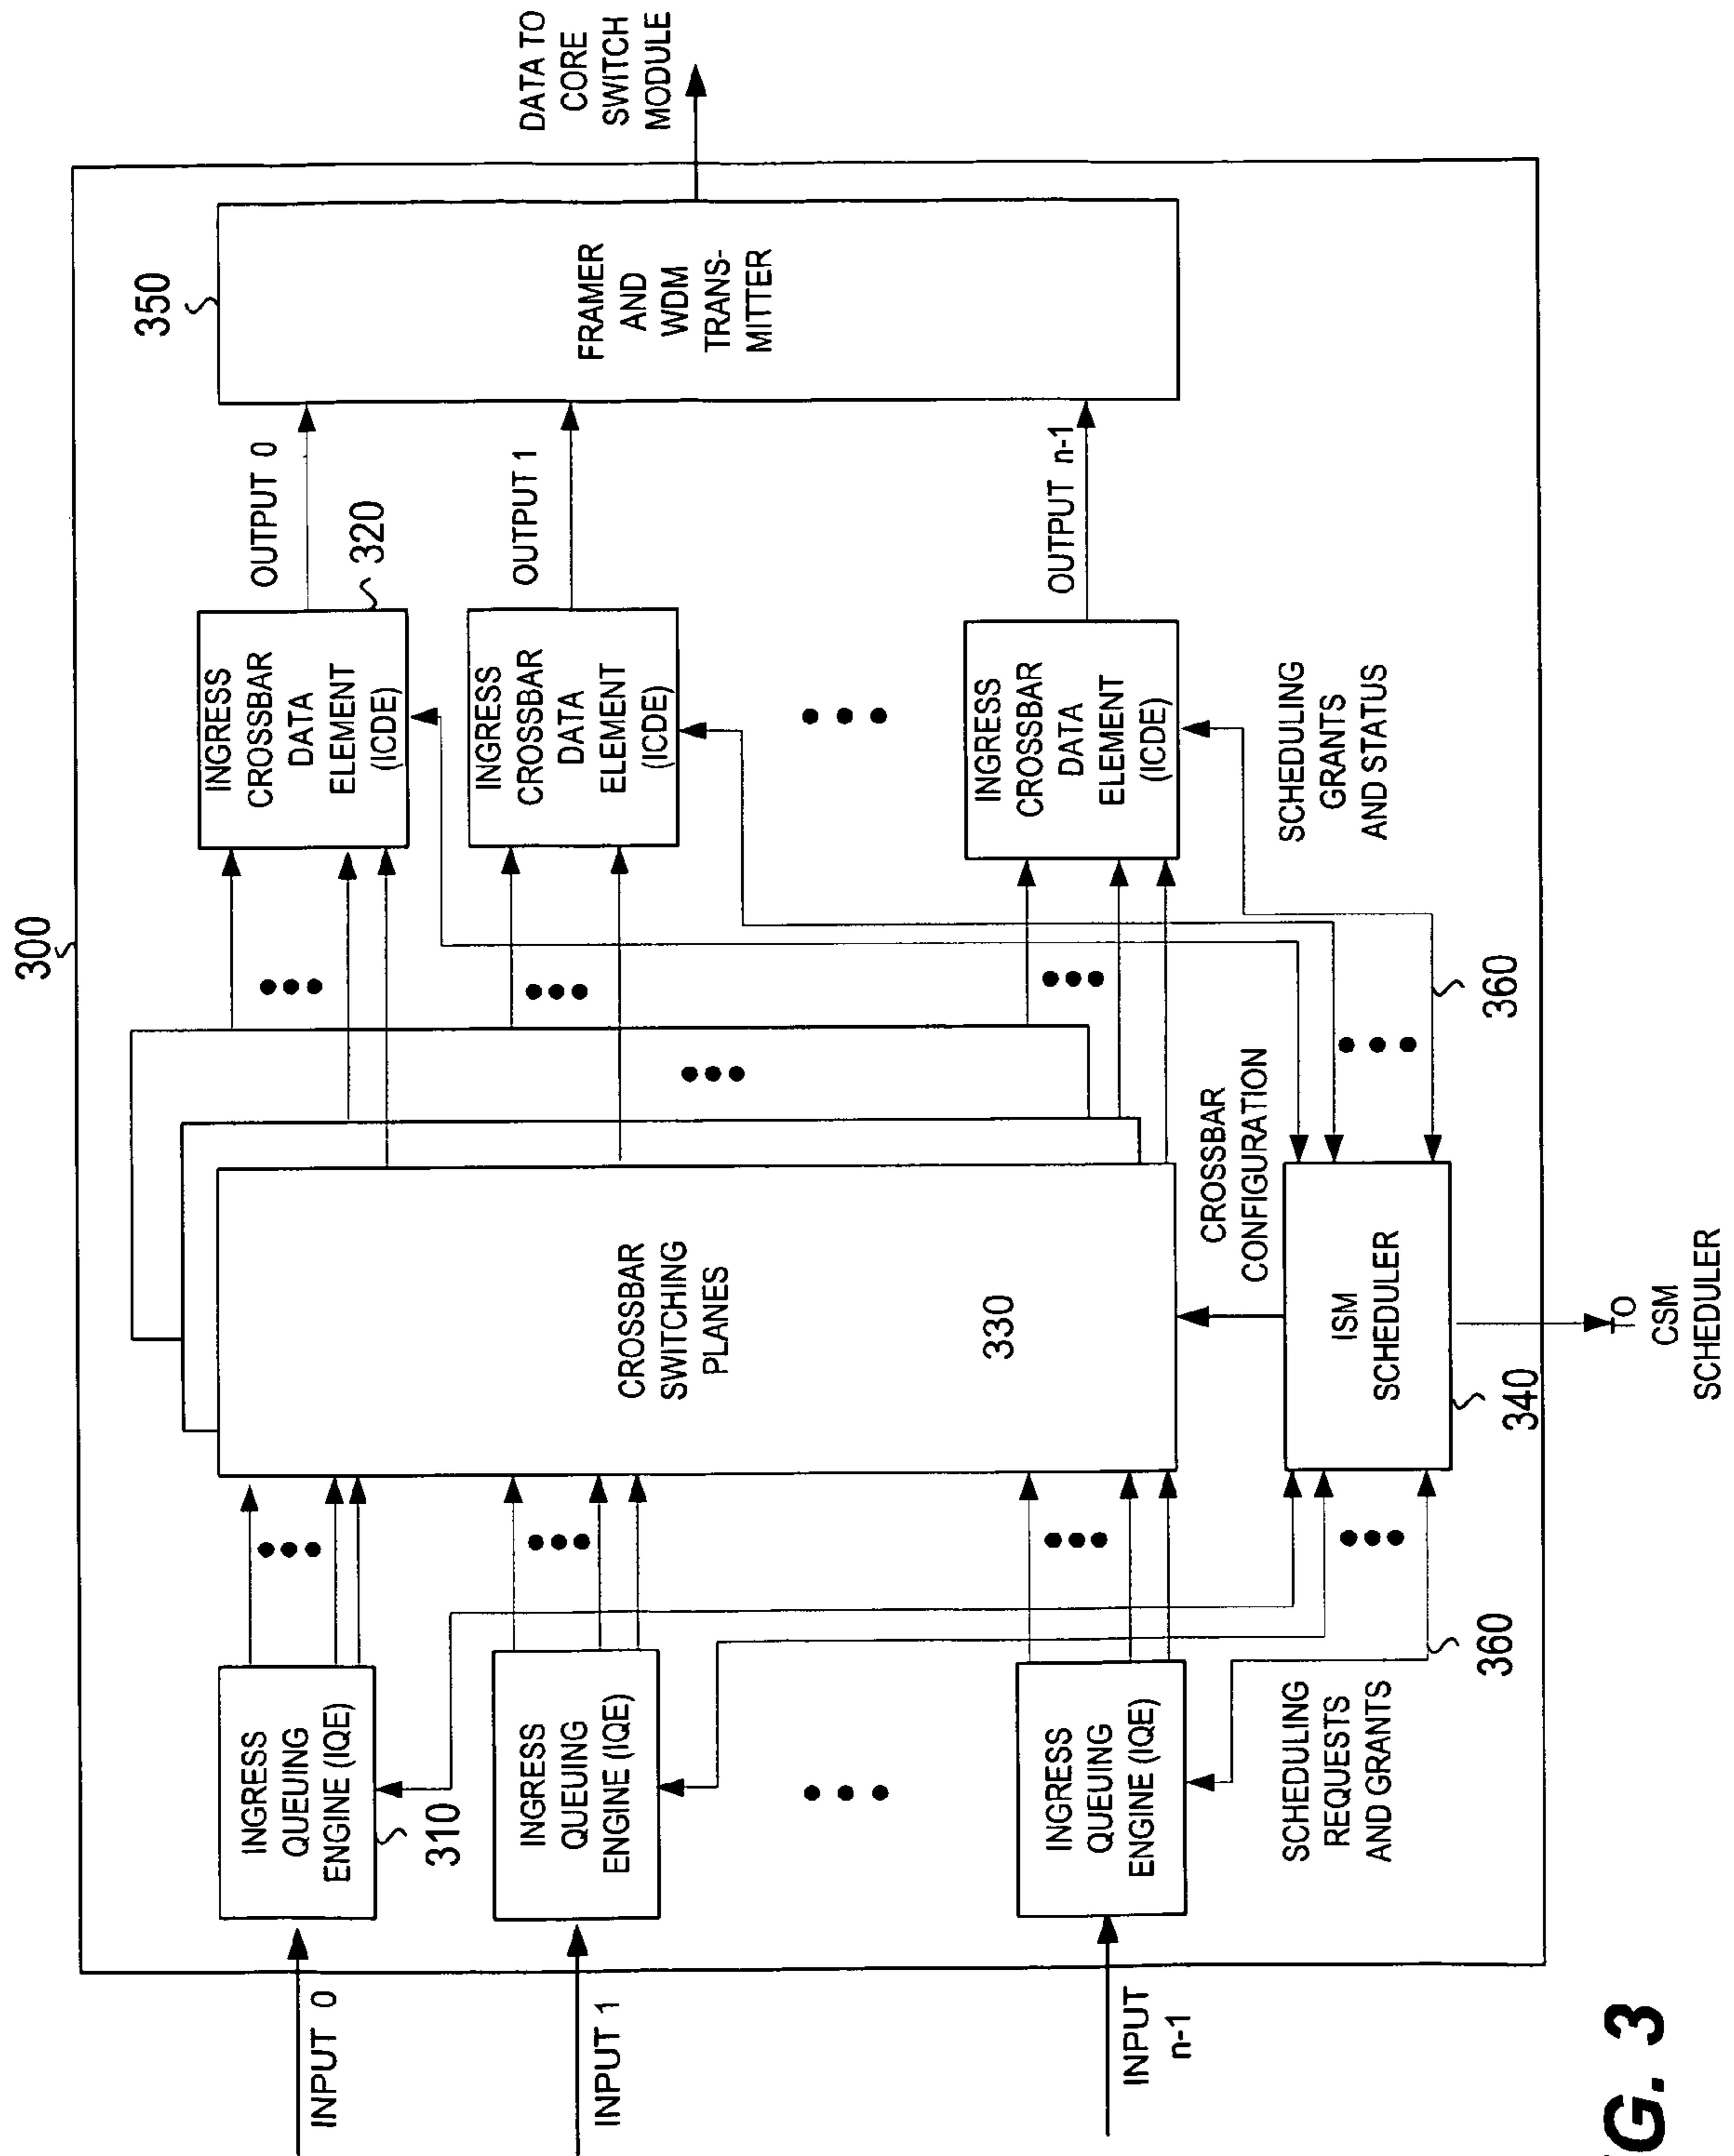 300
350
DATA TO
CORE
SWITCH
MODULE
INPUT 0
INGRESS
QUEUING
ENGINE (IQE)
310
INGRESS
CROSSBAR
DATA
ELEMENT
(ICDE)
320
OUTPUT 0
INPUT 1
INGRESS
QUEUING
ENGINE (IQE)
CROSSBAR
SWITCHING
PLANES
330
INGRESS
CROSSBAR
DATA
ELEMENT
(ICDE)
OUTPUT 1
FRAMER
AND
WDM
TRANS-
MITTER
INPUT
n-1
INGRESS
QUEUING
ENGINE (IQE)
INGRESS
CROSSBAR
DATA
ELEMENT
(ICDE)
OUTPUT n-1
SCHEDULING
REQUESTS
AND GRANTS
360
CROSSBAR
CONFIGURATION
ISM
SCHEDULER
340
SCHEDULING
GRANTS
AND STATUS
360
TO
CSM
SCHEDULER
G. 3